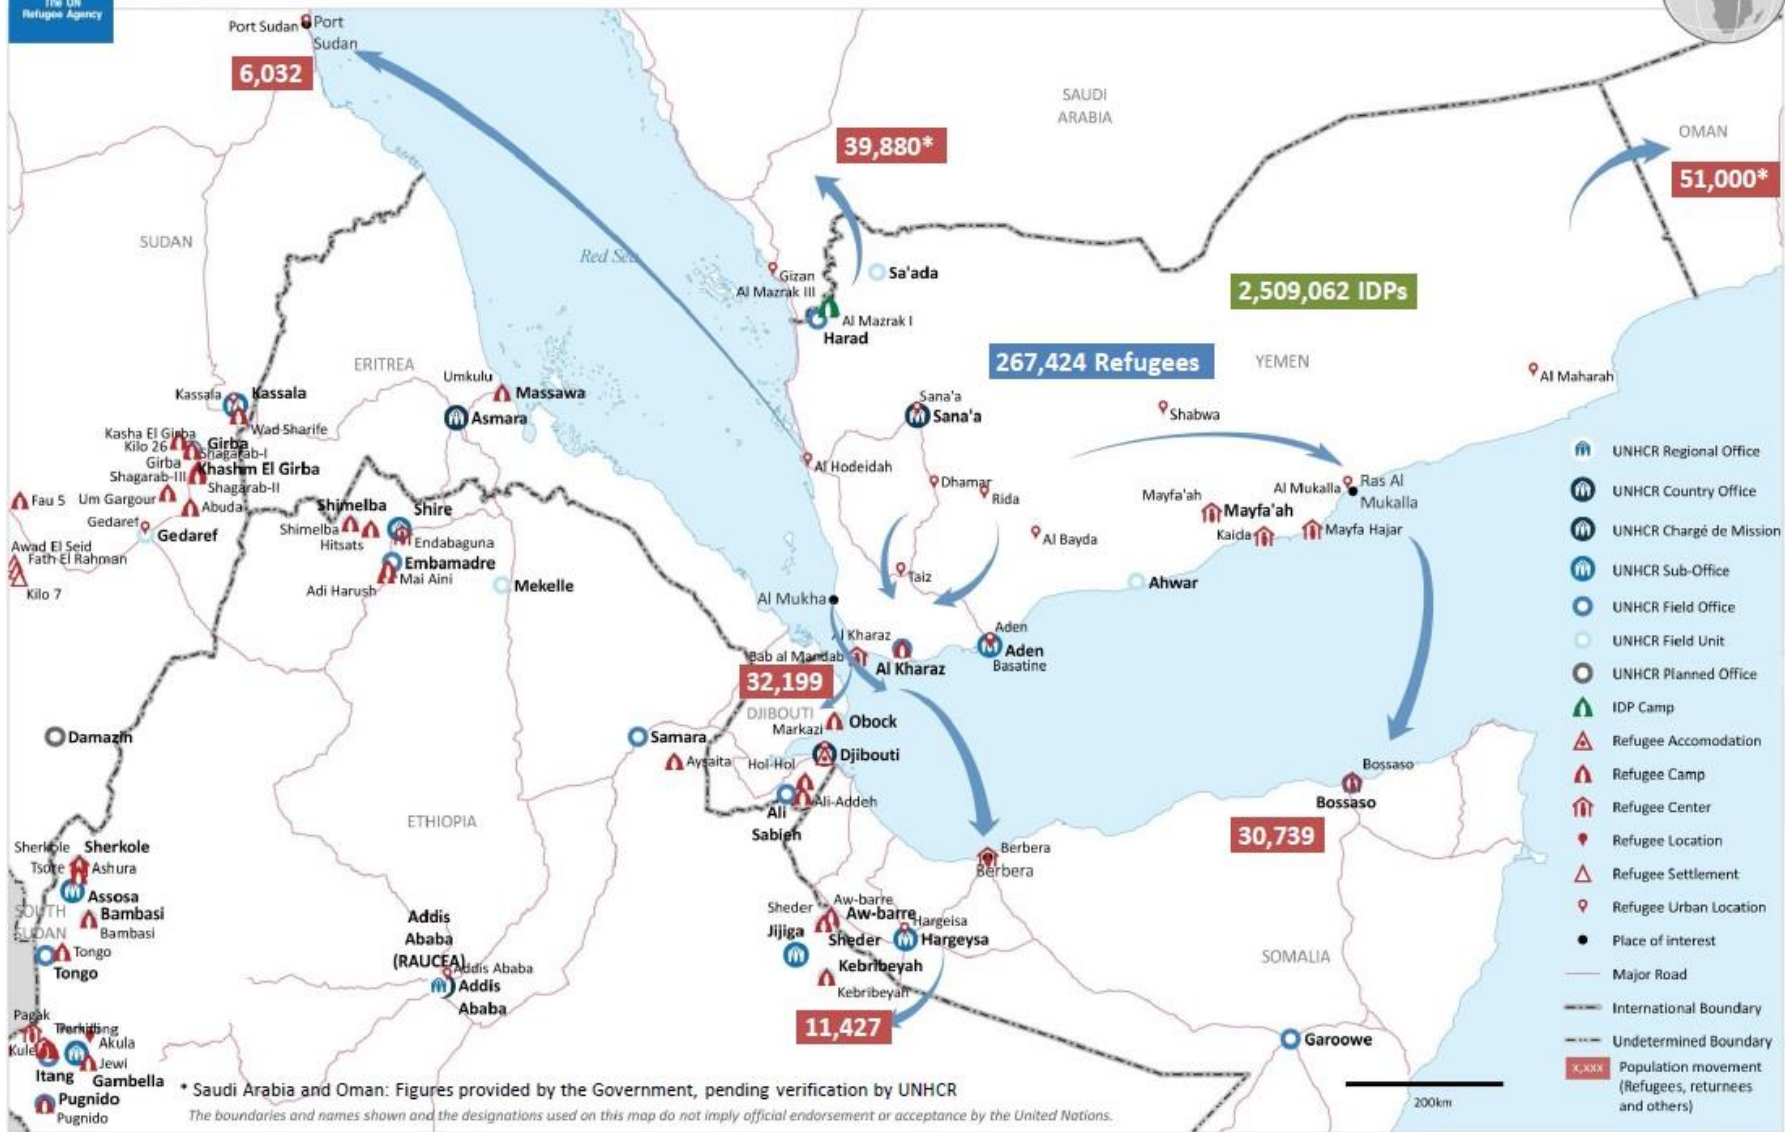 The UN
Refugee Agency
Port Sudan
Port
Sudan
6,032
SAUDI
ARABIA
39,880*
OMAN
51,000*
SUDAN
Red Sea
Gizan
Al Mazrak III
Sa'ada
Al Mazrak I
Harad
2,509,062 IDPs
267,424 Refugees
YEMEN
ERITREA
Umkulu
Massawa
Asmara
Kassala
Kassala
Wad Sharife
Kasha El Girba
Kilo 26
Girba
Shagarab-I
Girba
Khashm El Girba
Shagarab-III
Shagarab-II
Fau 5
Um Gargour
Abuda
Gedaref
Gedaref
Awad El Seid
Fath El Rahman
Kilo 7
Shimelba
Shire
Shimelba
Hitsats
Endabaguna
Embamadre
Mai Aini
Adi Harush
Mekelle
Sana'a
Sana'a
Al Hodeidah
Dhamar
Rida
Shabwa
Al Maharah
Al Mukalla
Ras Al
Mukalla
Mayfa'ah
Mayfa'ah
Kaida
Mayfa Hajar
Al Bayda
Taiz
Ahwar
Al Mukha
Al Kharaz
Aden
Aden
Basatine
Bab al Mandab
Al Kharaz
32,199
DJIBOUTI
Markazi
Obock
Damazin
Samara
Aysaita
Hol-Hol
Djibouti
Ali-Addeh
Ali
Sabieh
Bossaso
Bossaso
30,739
ETHIOPIA
Berbera
Berbera
Sherkole
Sherkole
Tsore
Ashura
Assosa
SOUTH
SUDAN
Bambasi
Bambasi
Tongo
Tongo
Addis
Ababa
(RAUCEA)
Addis Ababa
Addis
Ababa
Sheder
Aw-barre
Aw-barre
Hargeisa
Jijiga
Sheder
Hargeysa
Kebribeyah
Kebribeyah
11,427
SOMALIA
Garoowe
Pagak
Akula
Kule
Jewi
Itang
Gambella
Pugnido
Pugnido
UNHCR Regional Office
UNHCR Country Office
UNHCR Chargé de Mission
UNHCR Sub-Office
UNHCR Field Office
UNHCR Field Unit
UNHCR Planned Office
IDP Camp
Refugee Accomodation
Refugee Camp
Refugee Center
Refugee Location
Refugee Settlement
Refugee Urban Location
Place of interest
Major Road
International Boundary
Undetermined Boundary
x,xxx Population movement
(Refugees, returnees
and others)
200km
* Saudi Arabia and Oman: Figures provided by the Government, pending verification by UNHCR
The boundaries and names shown and the designations used on this map do not imply official endorsement or acceptance by the United Nations.